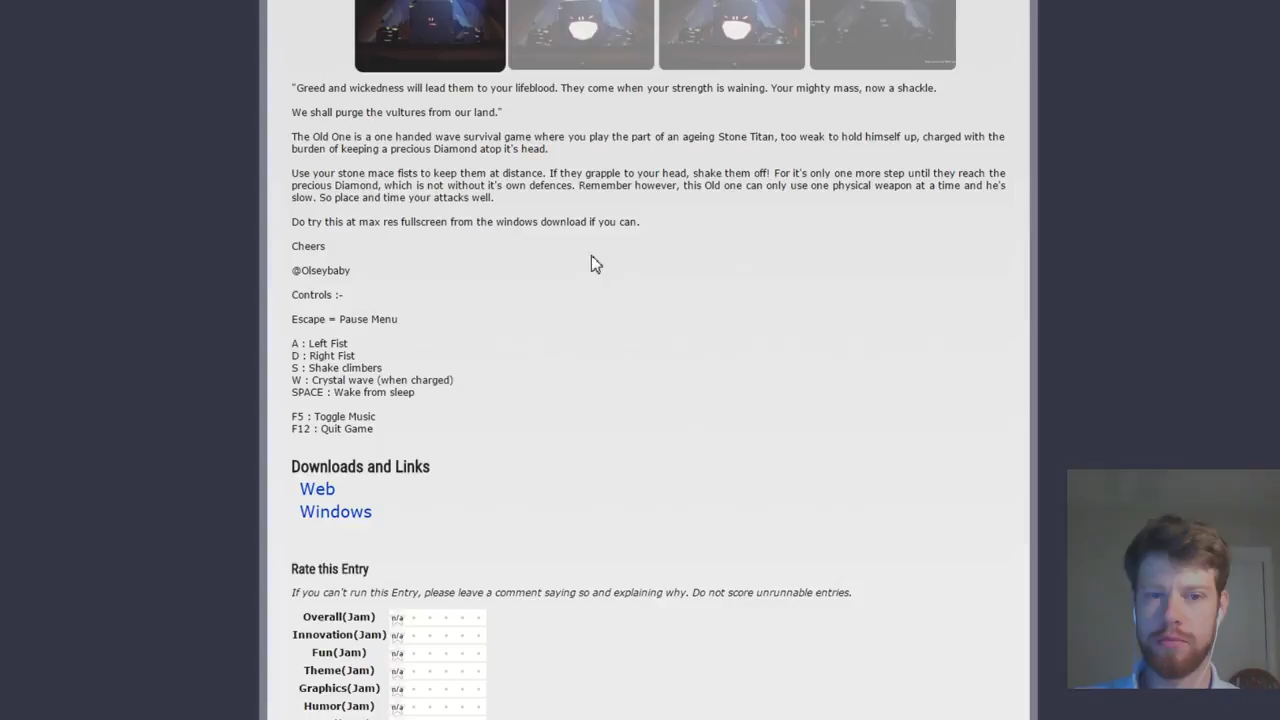 "Greed and wickedness will lead them to your lifeblood. They come when your strength is waining. Your mighty mass, now a shackle.
We shall purge the vultures from our land."
The Old One is a one handed wave survival game where you play the part of an ageing Stone Titan, too weak to hold himself up, charged with the
burden of keeping a precious Diamond atop it's head.
Use your stone mace fists to keep them at distance. If they grapple to your head, shake them off! For it's only one more step until they reach the
precious Diamond, which is not without it's own defences. Remember however, this Old one can only use one physical weapon at a time and he's
slow. So place and time your attacks well.
Do try this at max res fullscreen from the windows download if you can.
Cheers
@Olseybaby
Controls :-
Escape = Pause Menu
A : Left Fist
D : Right Fist
S : Shake climbers
W : Crystal wave (when charged)
SPACE : Wake from sleep
F5 : Toggle Music
F12 : Quit Game
Downloads and Links
Web
Windows
Rate this Entry
If you can't run this Entry, please leave a comment saying so and explaining why. Do not score unrunnable entries.
Overall(Jam) n/a
Innovation(Jam) n/a
Fun(Jam) n/a
Theme(Jam) n/a
Graphics(Jam) n/a
Humor(Jam) n/a